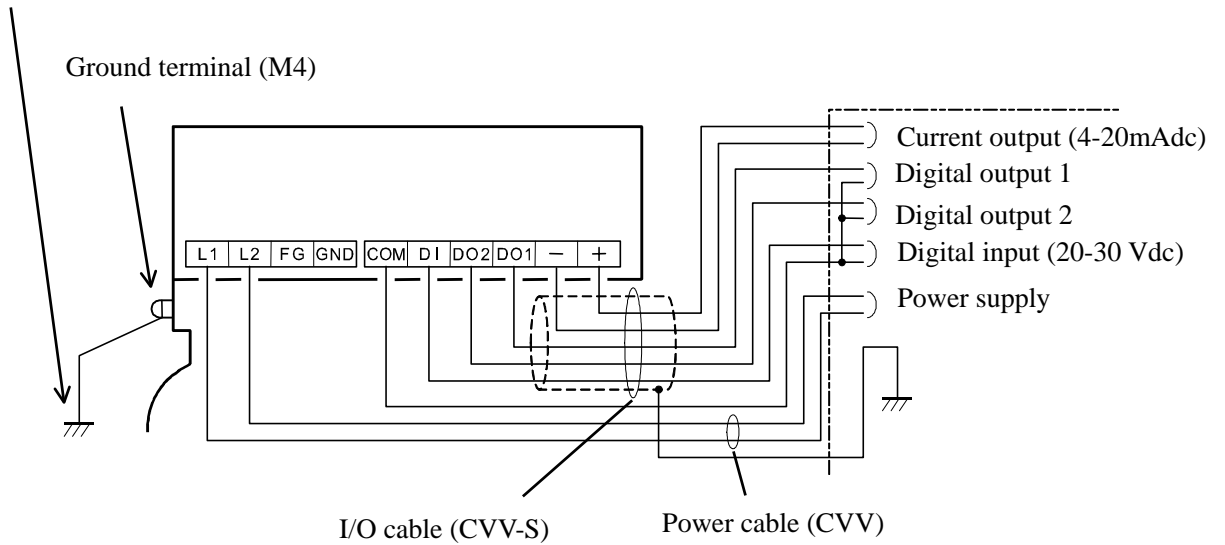 Ground terminal (M4)
Current output (4-20mAdc)
Digital output 1
Digital output 2
Digital input (20-30 Vdc)
Power supply
L1 L2 FG GND COM DI DO2 DO1 − +
I/O cable (CVV-S)
Power cable (CVV)